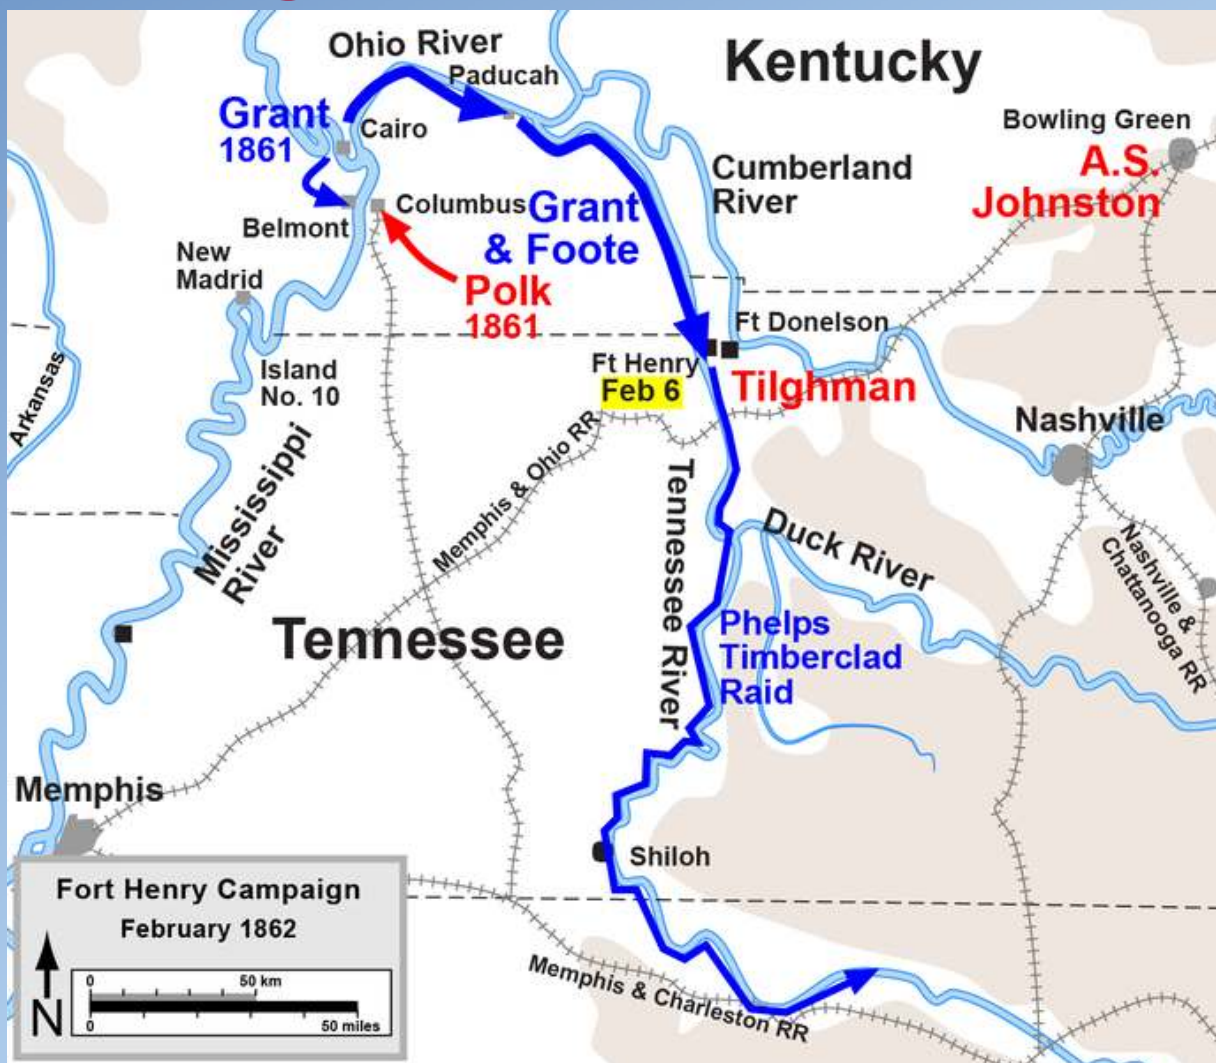 Ohio River
Kentucky
Paducah
Grant
1861
Cairo
Bowling Green
A.S.
Johnston
Cumberland
River
Columbus
Grant
& Foote
Belmont
New
Madrid
Polk
1861
Ft Donelson
Island
No. 10
Ft Henry
Feb 6
Tilghman
Arkansas
Nashville
Mississippi
River
Memphis & Ohio RR
Tennessee River
Duck River
Nashville &
Chattanooga RR
Tennessee
Phelps
Timberclad
Raid
Memphis
Shiloh
Fort Henry Campaign
February 1862
N
0
50 km
0
50 miles
Memphis & Charleston RR